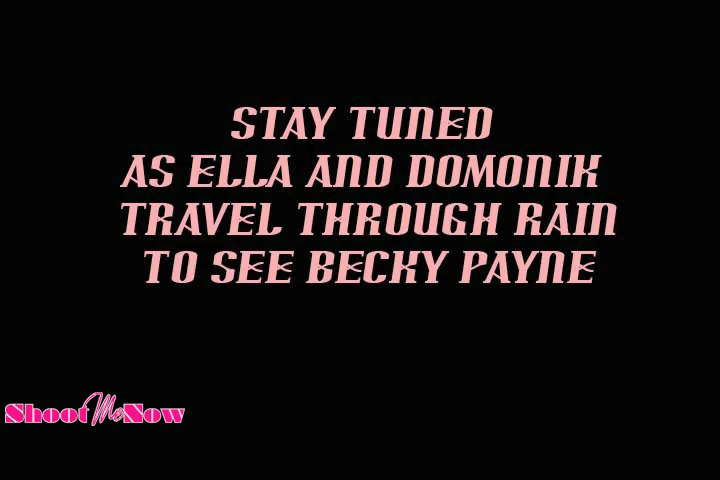 STAY TUNED
AS ELLA AND DOMONIK
TRAVEL THROUGH RAIN
TO SEE BECKY PAYNE
ShootMeNow